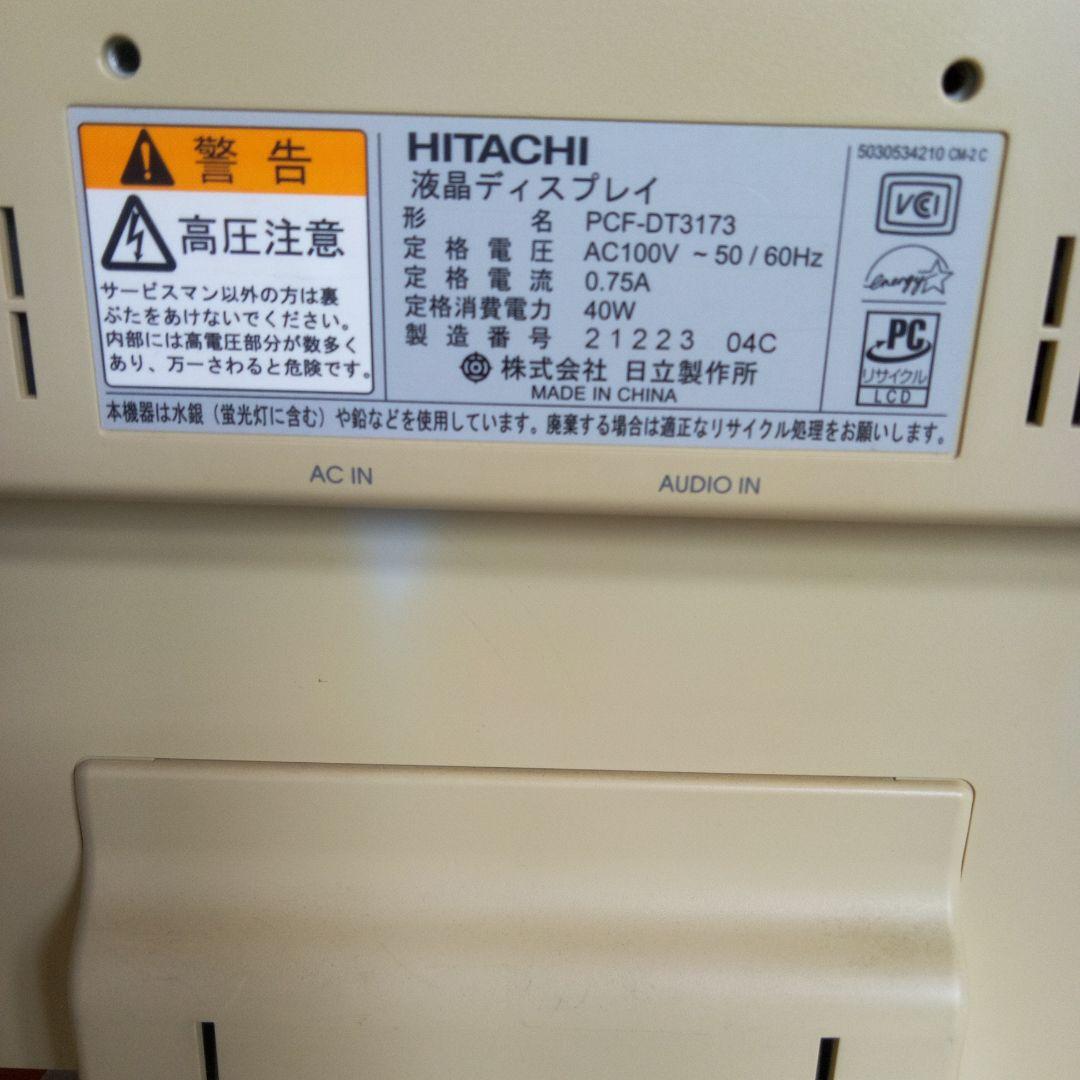 警告
高圧注意
サービスマン以外の方は裏
ぶたをあけないでください。
内部には高電圧部分が数多く
あり、万一さわると危険です。
HITACHI
液晶ディスプレイ
形名 PCF-DT3173
定格電圧 AC100V ~50/60Hz
定格電流 0.75A
定格消費電力 40W
製造番号 21223 04C
株式会社 日立製作所
MADE IN CHINA
5030534210 CM-2 C
VCI
energy
PC
リサイクル
LCD
本機器は水銀（蛍光灯に含む）や鉛などを使用しています。廃棄する場合は適正なリサイクル処理をお願いします。
AC IN
AUDIO IN